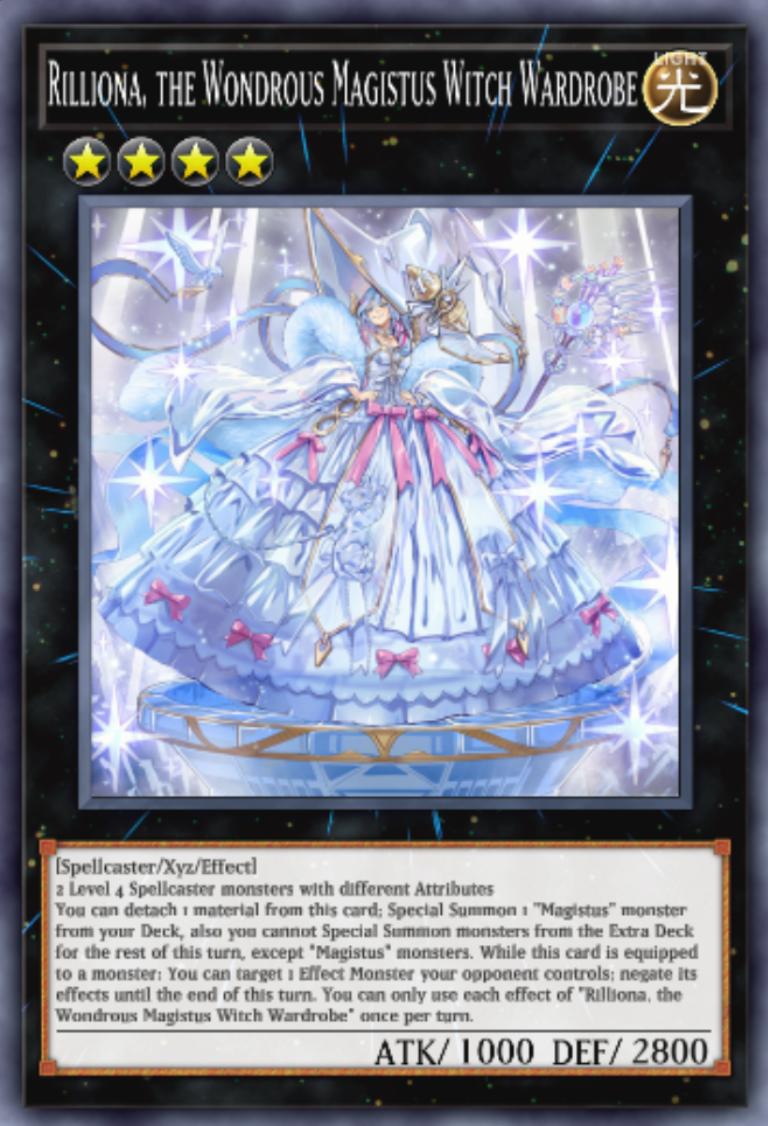 RILLIONA, THE WONDROUS MAGISTUS WITCH WARDROBE
LIGHT
光
[Spellcaster/Xyz/Effect]
2 Level 4 Spellcaster monsters with different Attributes
You can detach 1 material from this card; Special Summon 1 "Magistus" monster
from your Deck, also you cannot Special Summon monsters from the Extra Deck
for the rest of this turn, except "Magistus" monsters. While this card is equipped
to a monster: You can target 1 Effect Monster your opponent controls; negate its
effects until the end of this turn. You can only use each effect of "Rilliona, the
Wondrous Magistus Witch Wardrobe" once per turn.
ATK/ 1000 DEF/ 2800